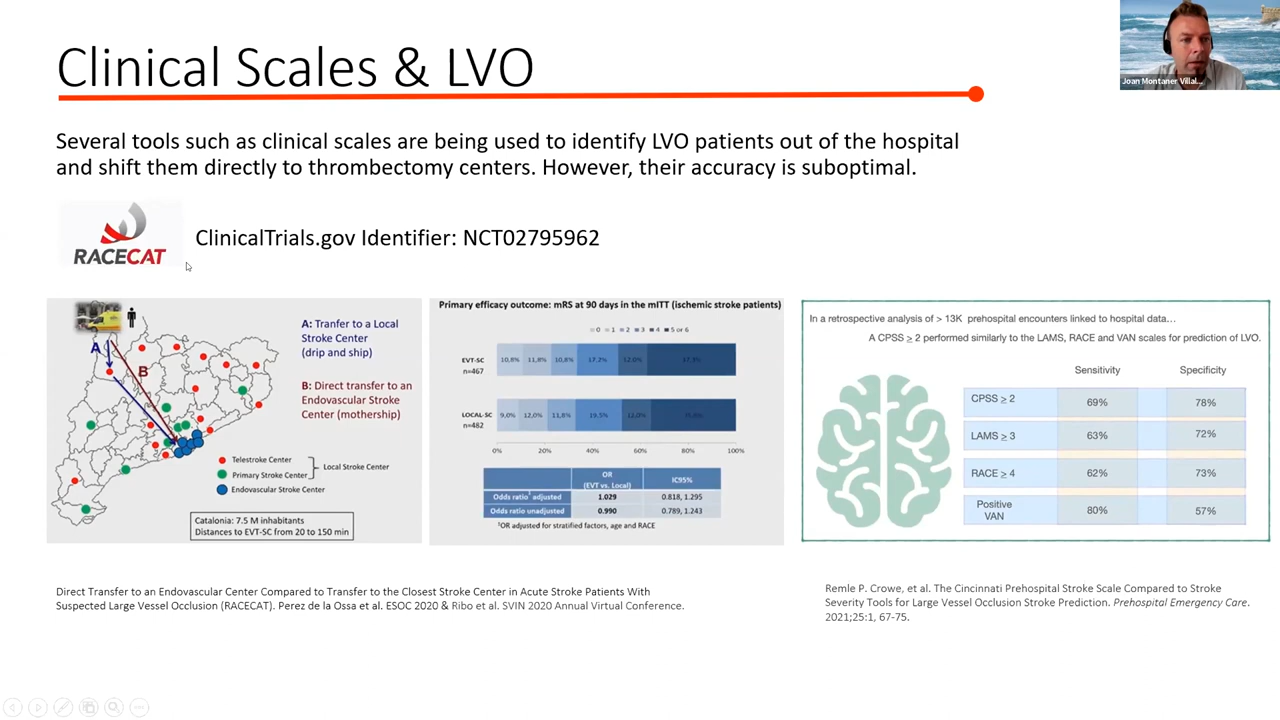 Clinical Scales & LVO
Joan Montaner Villal...
Several tools such as clinical scales are being used to identify LVO patients out of the hospital
and shift them directly to thrombectomy centers. However, their accuracy is suboptimal.
RACECAT
ClinicalTrials.gov Identifier: NCT02795962
A
B
A: Tranfer to a Local
Stroke Center
(drip and ship)
B: Direct transfer to an
Endovascular Stroke
Center (mothership)
Telestroke Center
Primary Stroke Center
Local Stroke Center
Endovascular Stroke Center
Catalonia: 7.5 M inhabitants
Distances to EVT-SC from 20 to 150 min
Primary efficacy outcome: mRS at 90 days in the mITT (ischemic stroke patients)
0 1 2 3 4 5 or 6
EVT-SC
n=467
10,8% 11,8% 10,8% 17,2% 12,0%
LOCAL-SC
n=482
9,0% 12,0% 11,8% 19,5% 12,0%
0% 20% 40% 60% 80% 100%
OR
(EVT vs. Local) IC95%
Odds ratio¹ adjusted 1.029 0.818, 1.295
Odds ratio unadjusted 0.990 0.789, 1.243
¹OR adjusted for stratified factors, age and RACE
In a retrospective analysis of > 13K prehospital encounters linked to hospital data…
A CPSS ≥ 2 performed similarly to the LAMS, RACE and VAN scales for prediction of LVO.
Sensitivity Specificity
CPSS ≥ 2 69% 78%
LAMS ≥ 3 63% 72%
RACE ≥ 4 62% 73%
Positive
VAN 80% 57%
Direct Transfer to an Endovascular Center Compared to Transfer to the Closest Stroke Center in Acute Stroke Patients With
Suspected Large Vessel Occlusion (RACECAT). Perez de la Ossa et al. ESOC 2020 & Ribo et al. SVIN 2020 Annual Virtual Conference.
Remle P. Crowe, et al. The Cincinnati Prehospital Stroke Scale Compared to Stroke
Severity Tools for Large Vessel Occlusion Stroke Prediction. Prehospital Emergency Care.
2021;25:1, 67-75.